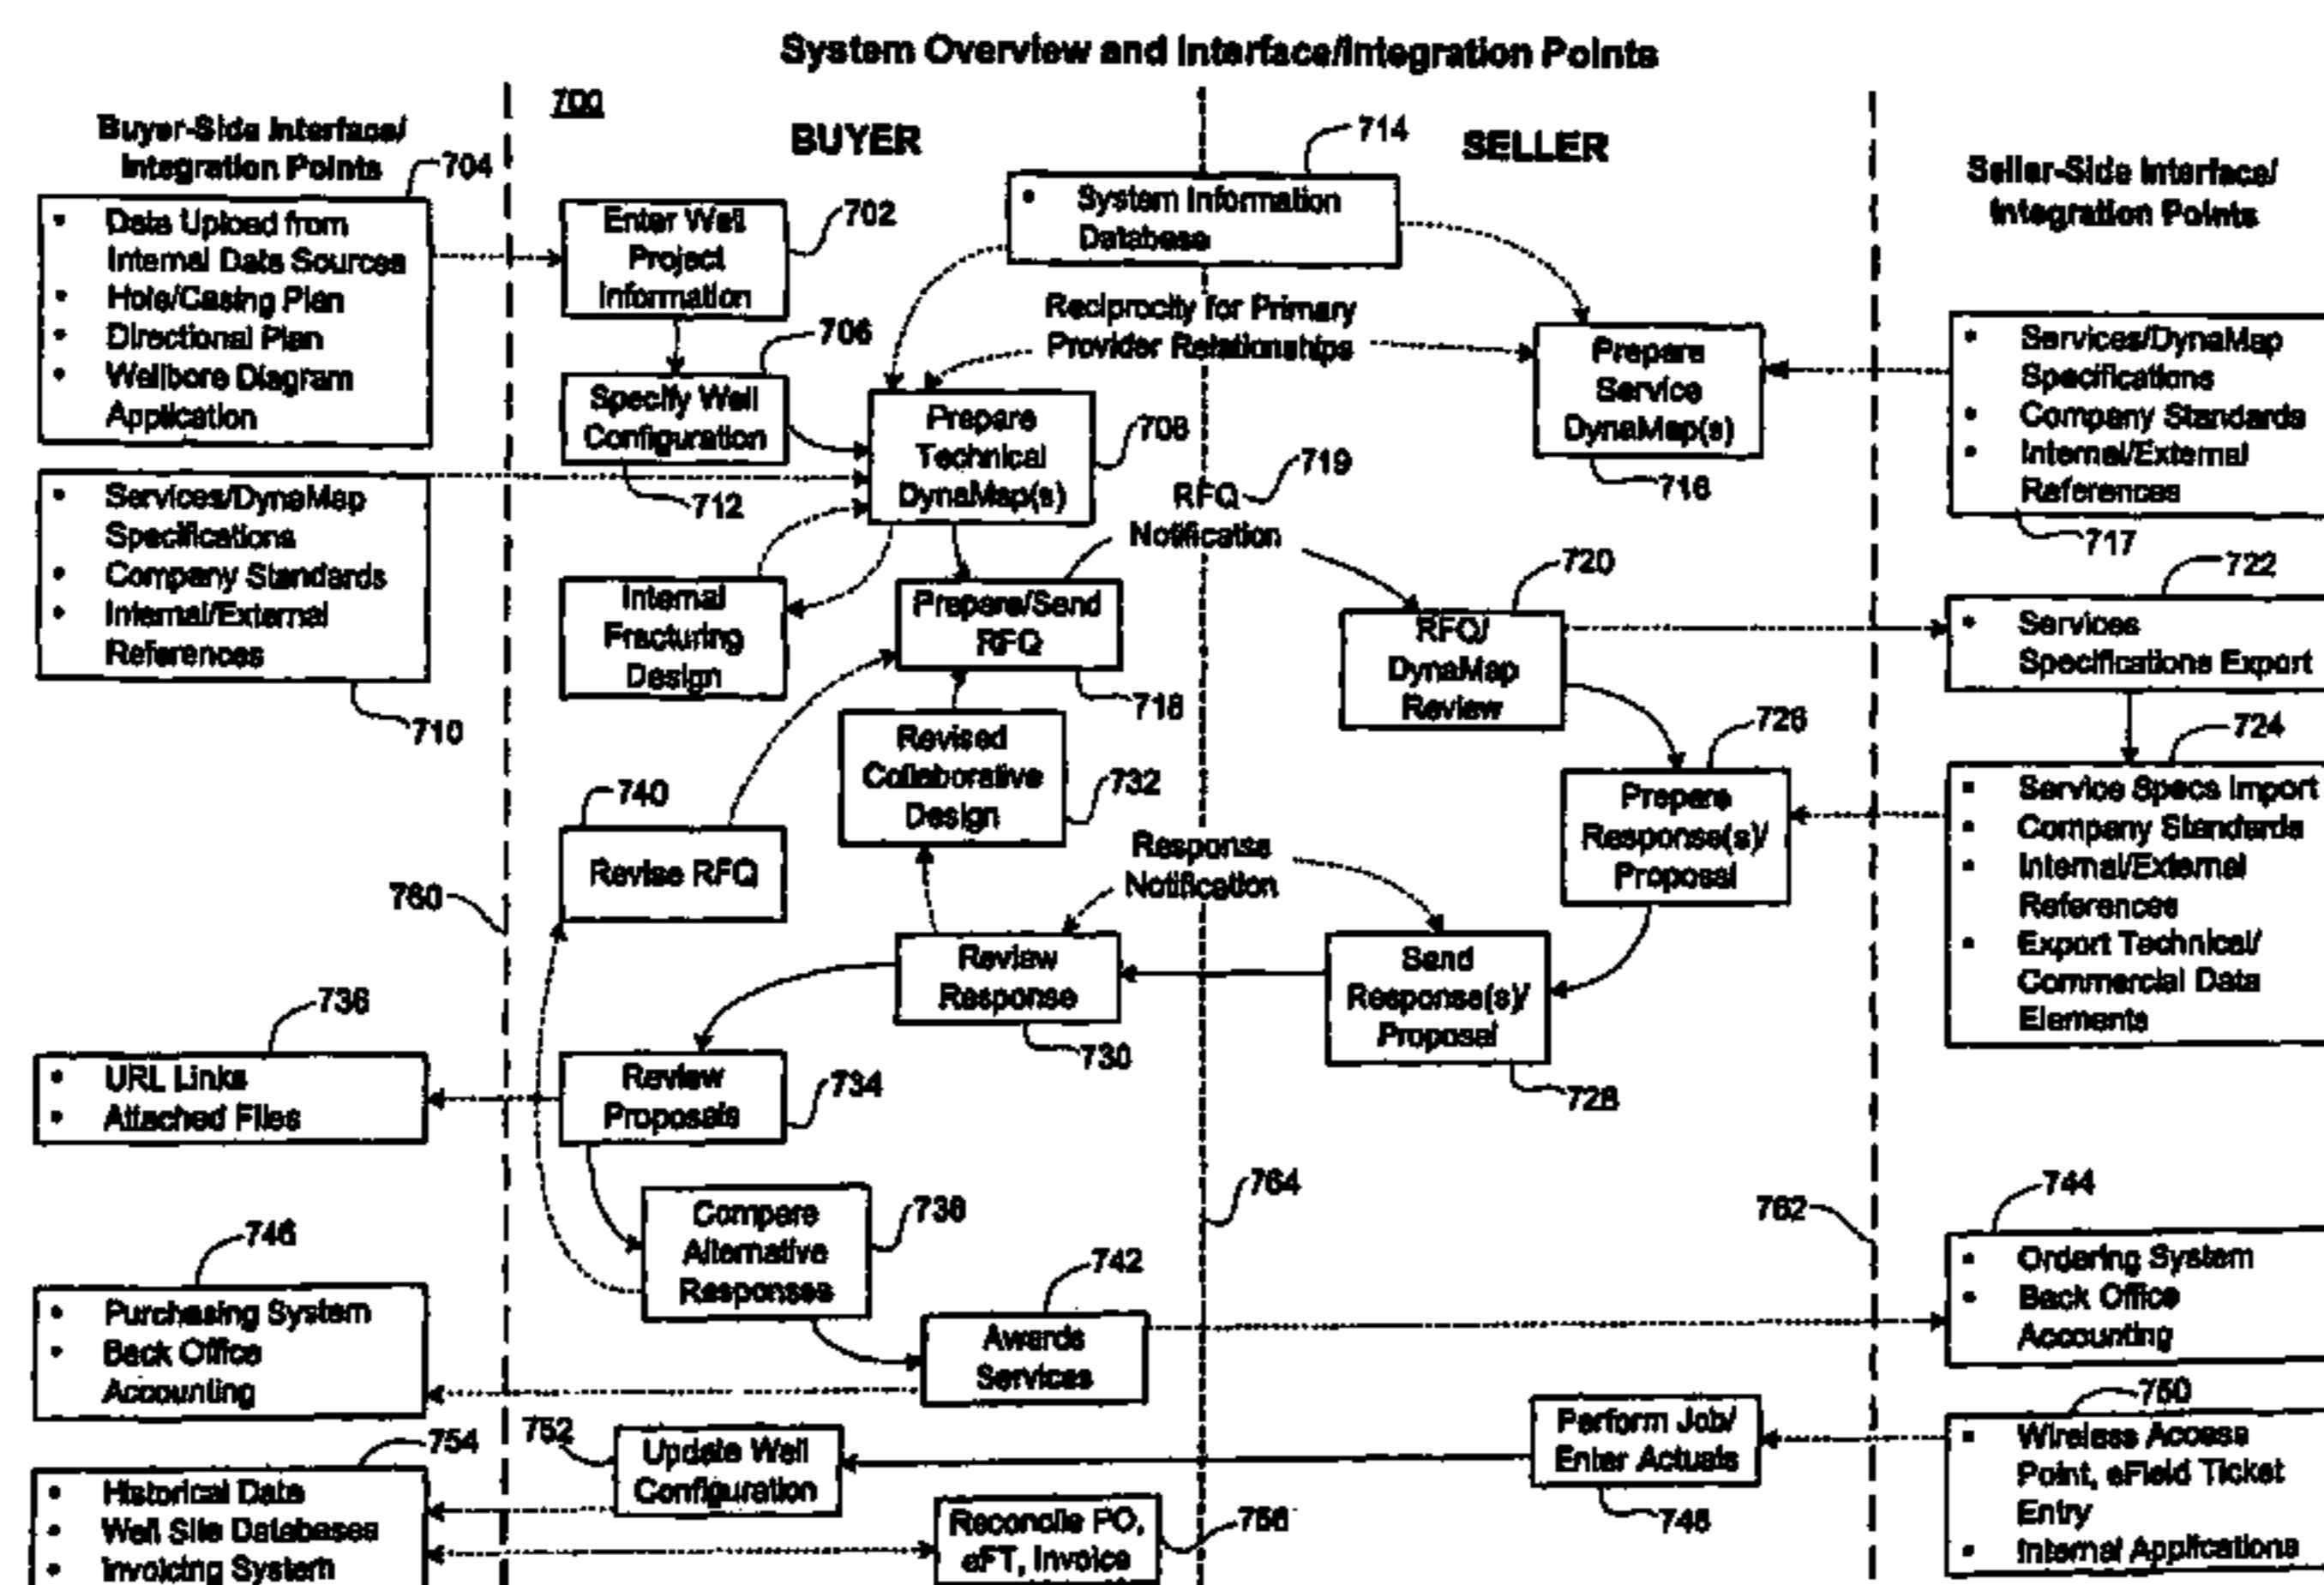 System Overview and Interface/Integration Points
700
Buyer-Side Interface/
Integration Points
BUYER
SELLER
Seller-Side Interface/
Integration Points
704
Data Upload from
Internal Data Sources
Hole/Casing Plan
Directional Plan
Wellbore Diagram
Application
Enter Well
Project
Information
702
714
System Information
Database
Reciprocity for Primary
Provider Relationships
706
Specify Well
Configuration
712
Prepare
Technical
DynaMap(s)
708
Prepare
Service
DynaMap(s)
716
Services/DynaMap
Specifications
Company Standards
Internal/External
References
717
Services/DynaMap
Specifications
Company Standards
Internal/External
References
710
719
RFQ
Notification
Internal
Fracturing
Design
Prepare/Send
RFQ
718
720
RFQ/
DynaMap
Review
722
Services
Specifications Export
724
Service Specs Import
Company Standards
Internal/External
References
Export Technical/
Commercial Data
Elements
726
Prepare
Response(s)/
Proposal
Revised
Collaborative
Design
732
740
Revise RFQ
760
Response
Notification
Review
Response
730
Send
Response(s)/
Proposal
728
736
URL Links
Attached Files
Review
Proposals
734
764
762
Compare
Alternative
Responses
738
742
Awards
Services
744
Ordering System
Back Office
Accounting
746
Purchasing System
Back Office
Accounting
750
Wireless Access
Point, eField Ticket
Entry
Internal Applications
Perform Job/
Enter Actuals
748
752
Update Well
Configuration
754
Historical Data
Well Site Databases
Invoicing System
Reconcile PO,
eFT, Invoice
756